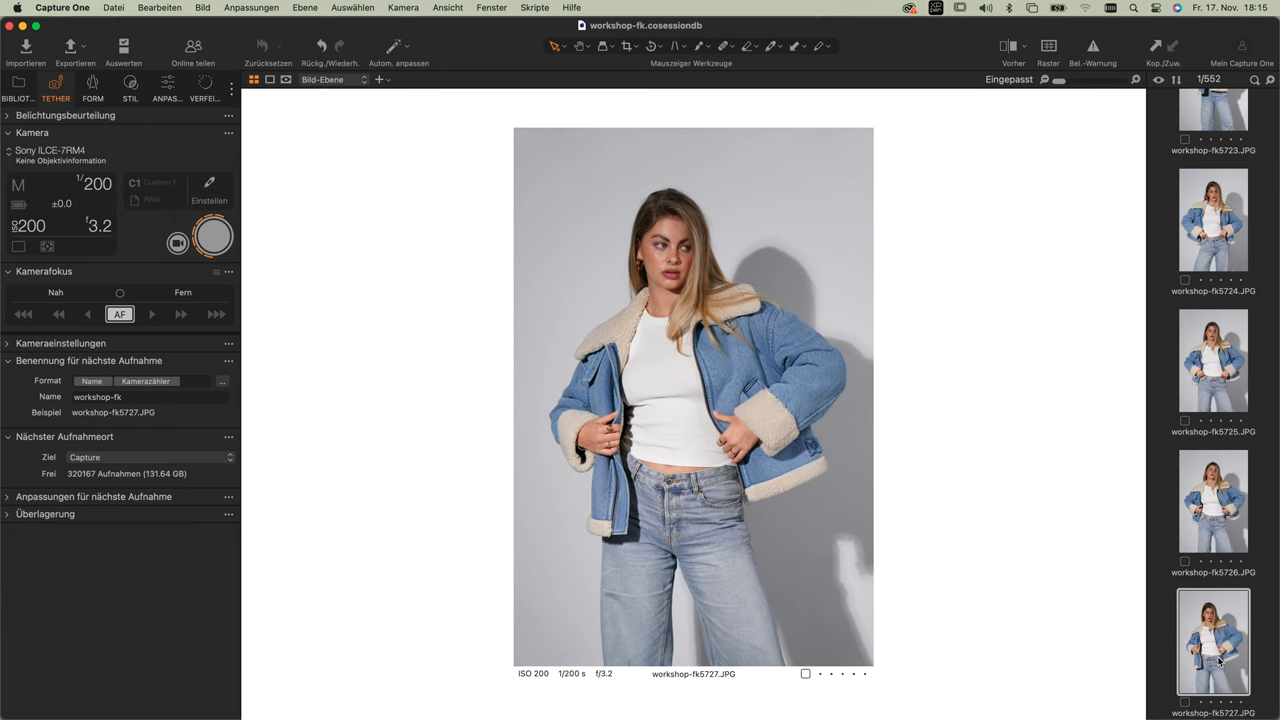 Capture One Datei Bearbeiten Bild Anpassungen Ebene Auswählen Kamera Ansicht Fenster Skripte Hilfe Fr. 17. Nov. 18:15
workshop-fk.cosessiondb
Importieren Exportieren Auswerten Online teilen Zurücksetzen Rückg./Wiederh. Autom. anpassen Mauszeiger Werkzeuge Vorher Raster Bel.-Warnung Kop./Zuw. Mein Capture One
BIBLIOT... TETHER FORM STIL ANPAS... VERFEI...
Bild-Ebene Eingepasst 1/552
Belichtungsbeurteilung
Kamera
Sony ILCE-7RM4
Keine Objektivinformation
M 1/200
±0.0
ISO 200 f3.2
C1 Custom 1
RAW
Einstellen
Kamerafokus
Nah Fern
AF
Kameraeinstellungen
Benennung für nächste Aufnahme
Format Name Kamerazähler ...
Name workshop-fk
Beispiel workshop-fk5727.JPG
Nächster Aufnahmeort
Ziel Capture
Frei 320167 Aufnahmen (131.64 GB)
Anpassungen für nächste Aufnahme
Überlagerung
ISO 200 1/200 s f/3.2 workshop-fk5727.JPG
workshop-fk5723.JPG
workshop-fk5724.JPG
workshop-fk5725.JPG
workshop-fk5726.JPG
workshop-fk5727.JPG